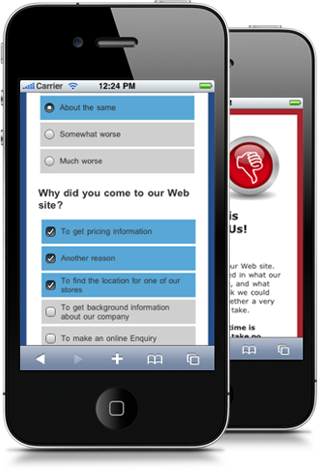 Carrier 12:24 PM
About the same
Somewhat worse
Much worse
Why did you come to our Web
site?
To get pricing information
Another reason
To find the location for one of our
stores
To get background information
about our company
To make an online Enquiry
is
Us!
ur Web site.
ed in what our
, and what
k we could
ether a very
take.
time is
take no